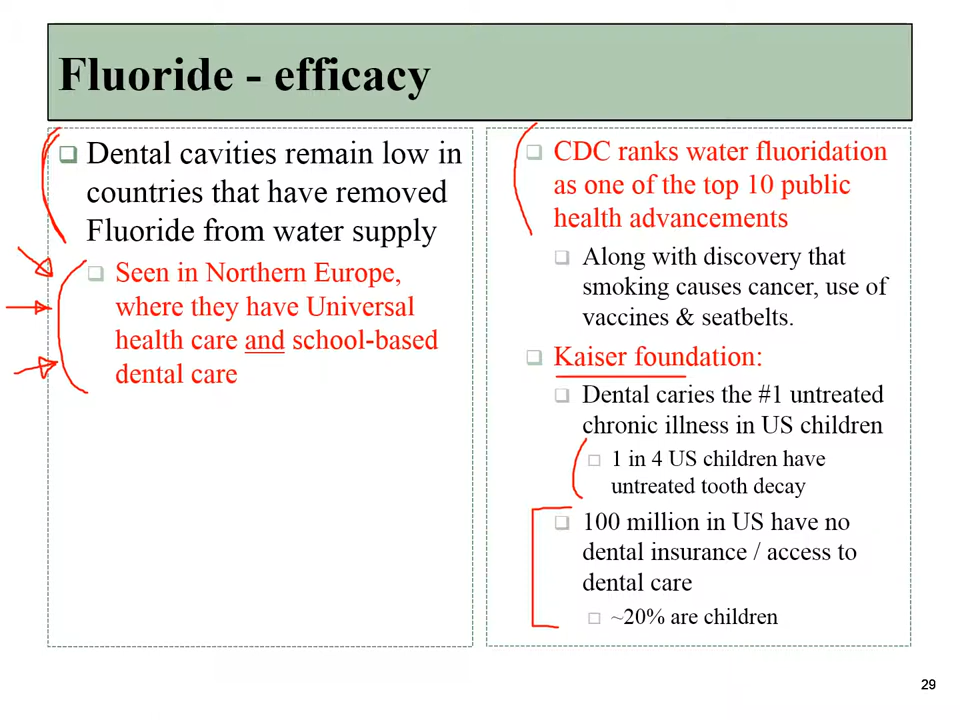 Fluoride - efficacy
Dental cavities remain low in
countries that have removed
Fluoride from water supply
Seen in Northern Europe,
where they have Universal
health care and school-based
dental care
CDC ranks water fluoridation
as one of the top 10 public
health advancements
Along with discovery that
smoking causes cancer, use of
vaccines & seatbelts.
Kaiser foundation:
Dental caries the #1 untreated
chronic illness in US children
1 in 4 US children have
untreated tooth decay
100 million in US have no
dental insurance / access to
dental care
~20% are children
29